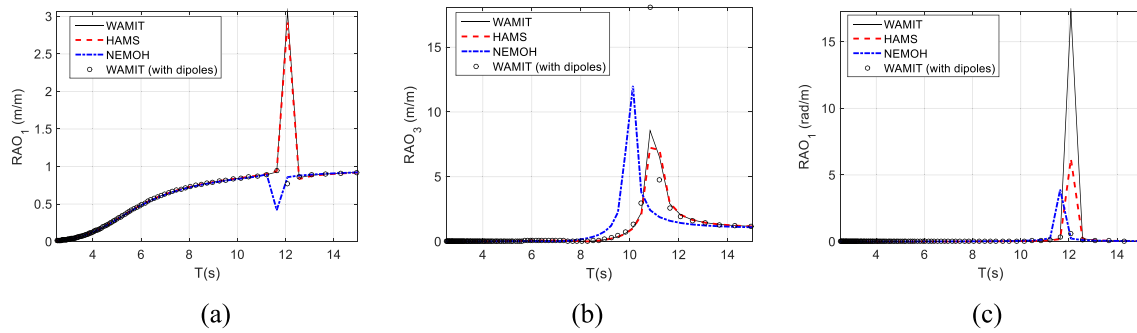 WAMIT
HAMS
NEMOH
WAMIT (with dipoles)
RAO1 (m/m)
3
2.5
2
1.5
1
0.5
0
4 6 8 10 12 14
T(s)
(a)
WAMIT
HAMS
NEMOH
WAMIT (with dipoles)
RAO3 (m/m)
15
10
5
0
4 6 8 10 12 14
T(s)
(b)
WAMIT
HAMS
NEMOH
WAMIT (with dipoles)
RAO1 (rad/m)
15
10
5
0
4 6 8 10 12 14
T(s)
(c)